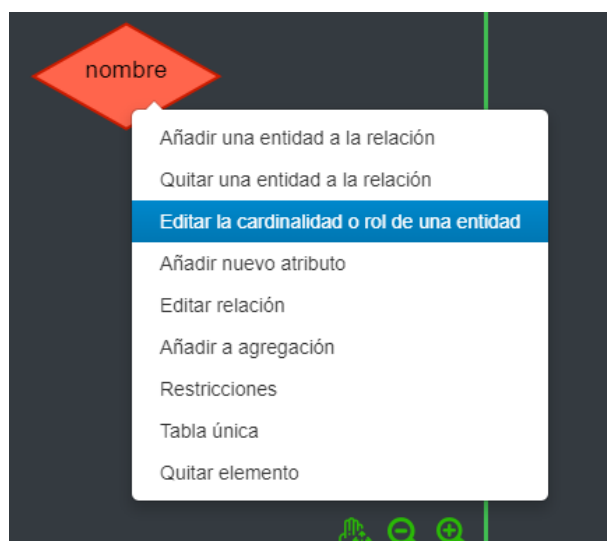 nombre
Añadir una entidad a la relación
Quitar una entidad a la relación
Editar la cardinalidad o rol de una entidad
Añadir nuevo atributo
Editar relación
Añadir a agregación
Restricciones
Tabla única
Quitar elemento